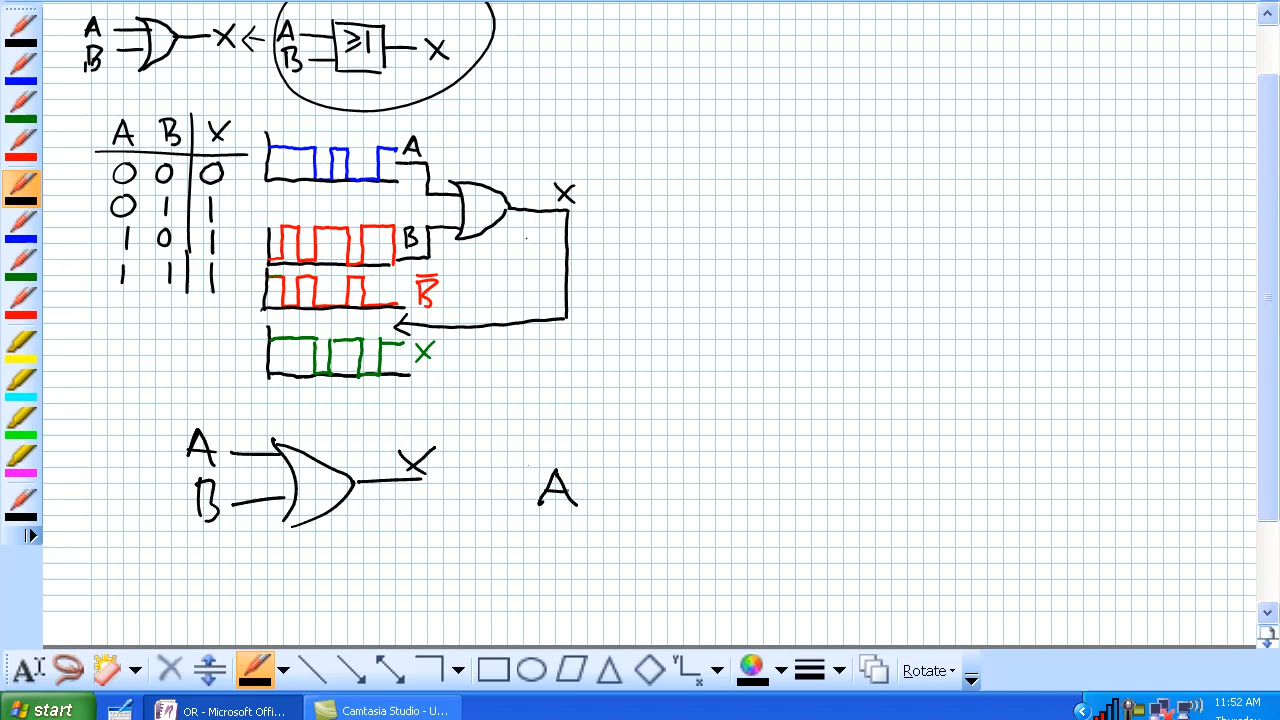 A
B
X
←
A
B
≥1
X
A B X
0 0 0
0 1 1
1 0 1
1 1 1
A
B
X
B̅
X
A
B
X
A
Rotate
start
OR - Microsoft Offi...
Camtasia Studio - U...
11:52 AM